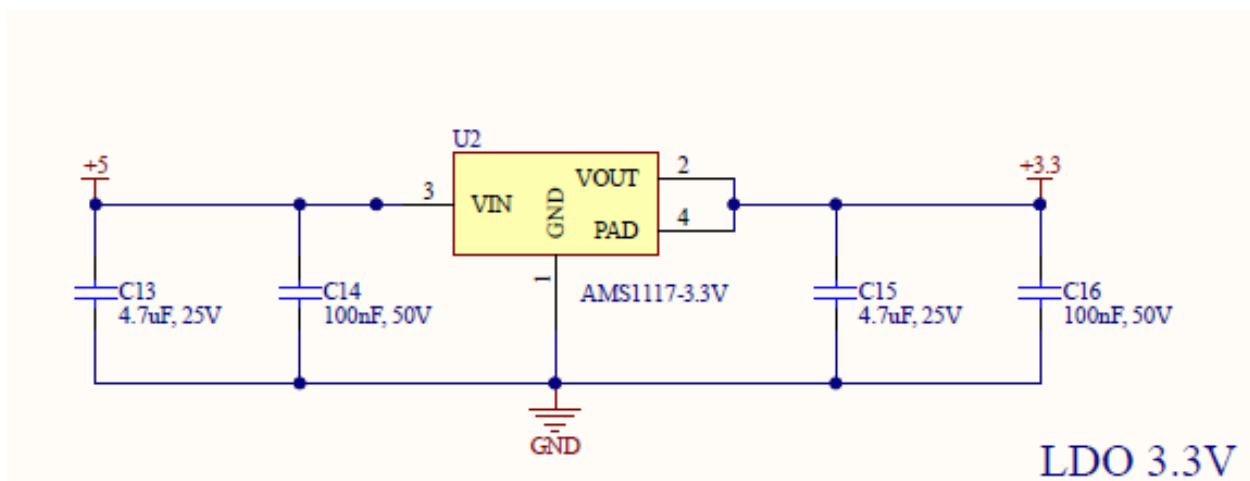 U2
+5
+3.3
3
VIN
VOUT
2
GND
PAD
4
1
AMS1117-3.3V
C13
4.7uF, 25V
C14
100nF, 50V
C15
4.7uF, 25V
C16
100nF, 50V
GND
LDO 3.3V